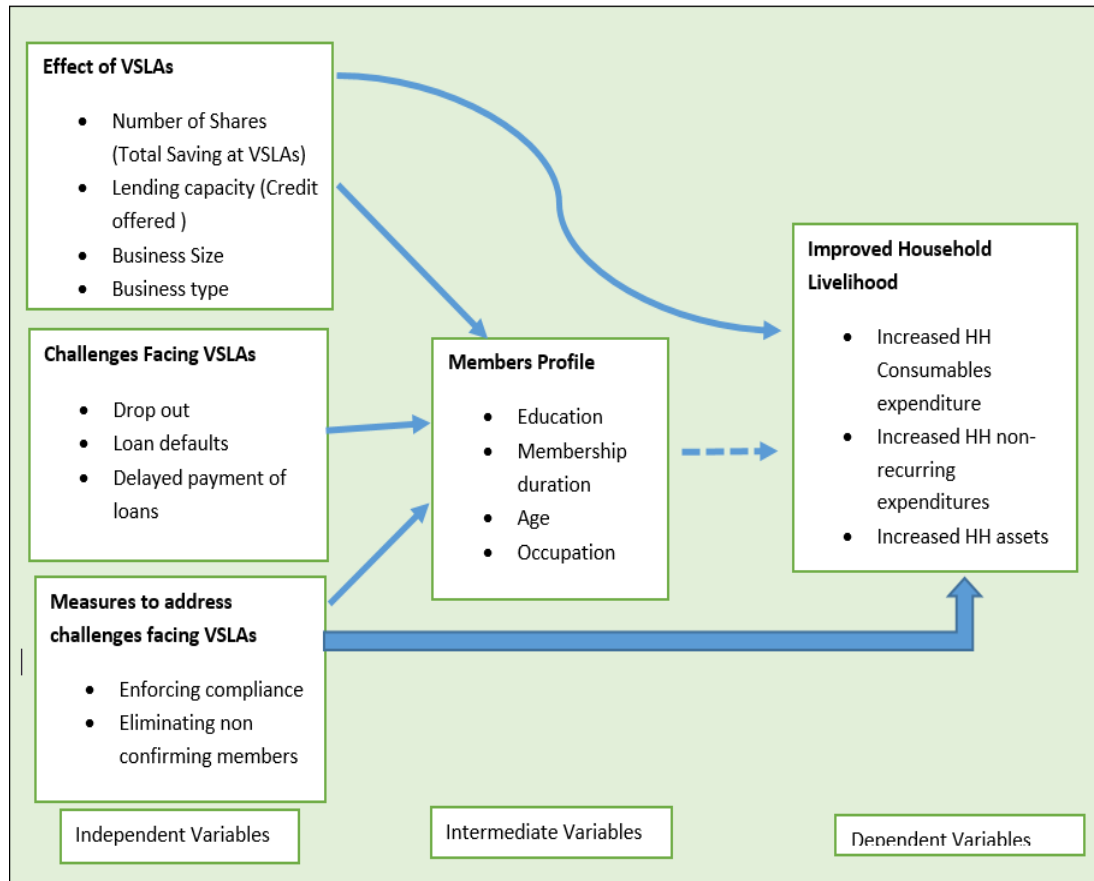 Effect of VSLAs
• Number of Shares
(Total Saving at VSLAs)
• Lending capacity (Credit
offered )
• Business Size
• Business type
Challenges Facing VSLAs
• Drop out
• Loan defaults
• Delayed payment of
loans
Measures to address
challenges facing VSLAs
• Enforcing compliance
• Eliminating non
confirming members
Independent Variables
Members Profile
• Education
• Membership
duration
• Age
• Occupation
Intermediate Variables
Improved Household
Livelihood
• Increased HH
Consumables
expenditure
• Increased HH non-
recurring
expenditures
• Increased HH assets
Dependent Variables